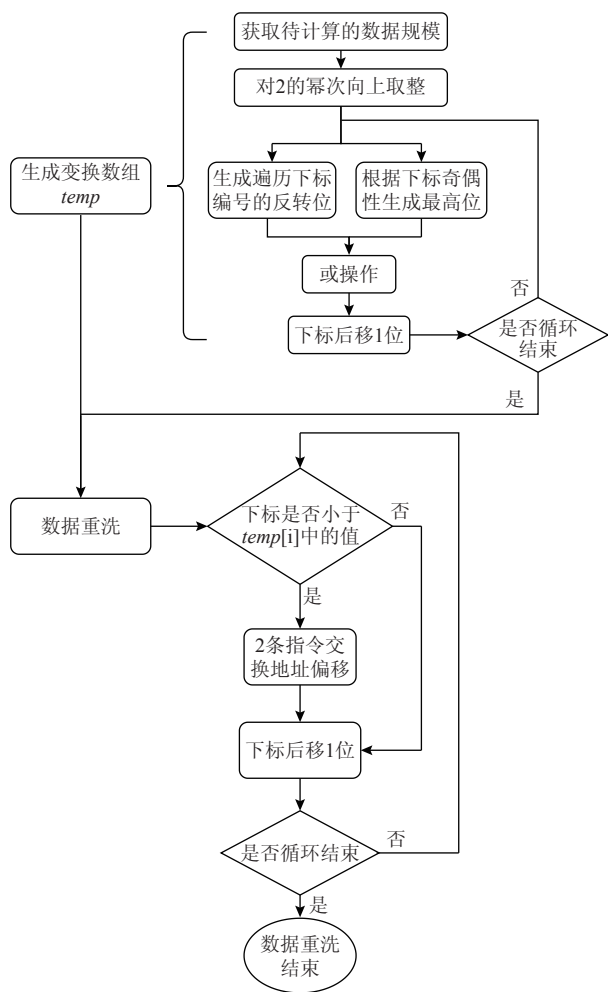 获取待计算的数据规模
对2的幂次向上取整
生成变换数组
temp
生成遍历下标
编号的反转位
根据下标奇偶
性生成最高位
或操作
否
下标后移1位
是否循环
结束
是
数据重洗
下标是否小于
temp[i]中的值
否
是
2条指令交
换地址偏移
下标后移1位
是否循环结束
否
是
数据重洗
结束